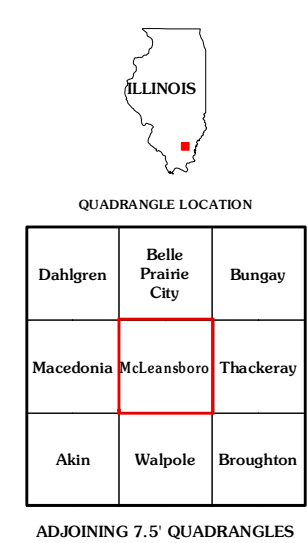 ILLINOIS
QUADRANGLE LOCATION
Dahlgren
Belle
Prairie
City
Bungay
Macedonia
McLeansboro
Thackeray
Akin
Walpole
Broughton
ADJOINING 7.5' QUADRANGLES